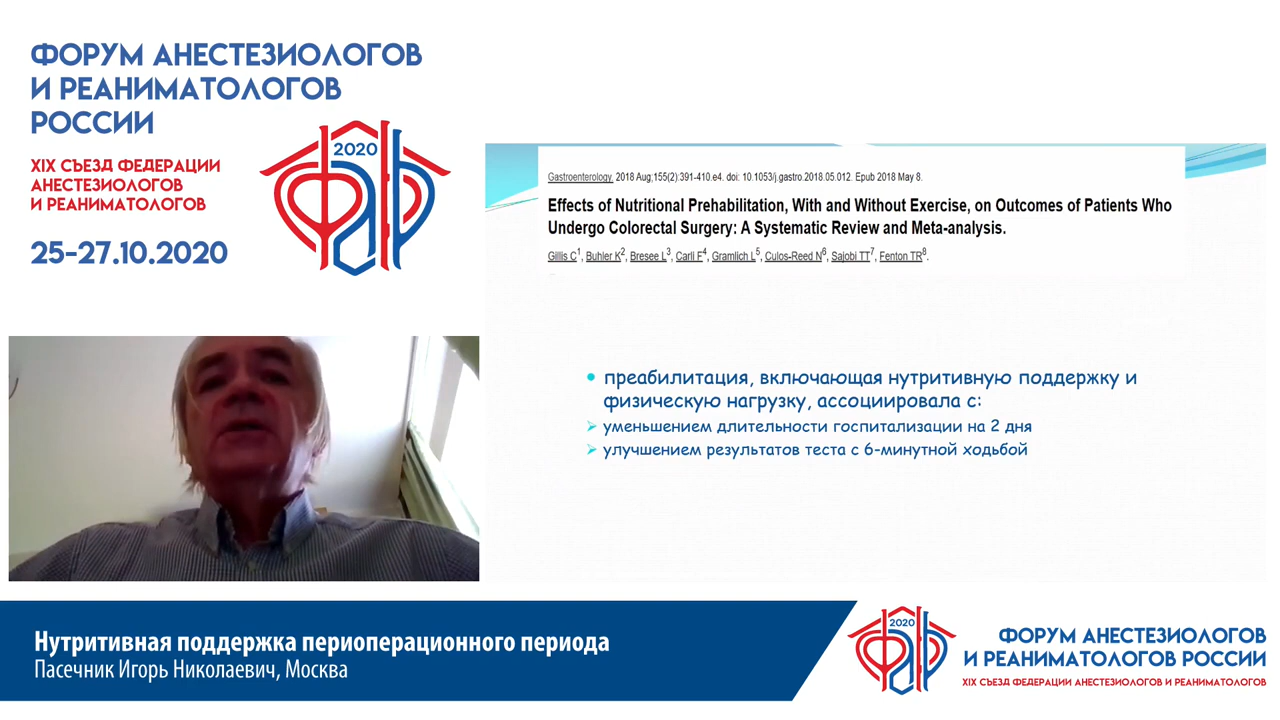 ФОРУМ АНЕСТЕЗИОЛОГОВ
И РЕАНИМАТОЛОГОВ
РОССИИ
XIX СЪЕЗД ФЕДЕРАЦИИ
АНЕСТЕЗИОЛОГОВ
И РЕАНИМАТОЛОГОВ
25-27.10.2020
2020
ФАР
Gastroenterology. 2018 Aug;155(2):391-410.e4. doi: 10.1053/j.gastro.2018.05.012. Epub 2018 May 8.
Effects of Nutritional Prehabilitation, With and Without Exercise, on Outcomes of Patients Who
Undergo Colorectal Surgery: A Systematic Review and Meta-analysis.
Gillis C1, Buhler K2, Bresee L3, Carli F4, Gramlich L5, Culos-Reed N6, Sajobi TT7, Fenton TR8.
• преабилитация, включающая нутритивную поддержку и
физическую нагрузку, ассоциировала с:
➢ уменьшением длительности госпитализации на 2 дня
➢ улучшением результатов теста с 6-минутной ходьбой
Нутритивная поддержка периоперационного периода
Пасечник Игорь Николаевич, Москва
2020
ФАР
ФОРУМ АНЕСТЕЗИОЛОГОВ
И РЕАНИМАТОЛОГОВ РОССИИ
XIX СЪЕЗД ФЕДЕРАЦИИ АНЕСТЕЗИОЛОГОВ И РЕАНИМАТОЛОГОВ